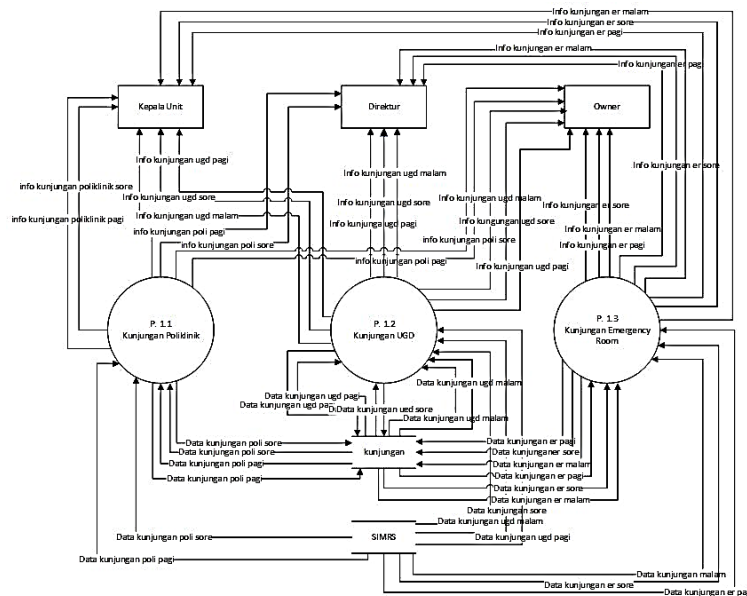 Info kunjungan er malam
Info kunjungan er sore
Info kunjungan er pagi
Info kunjungan er malam
Info kunjungan er pagi
Kepala Unit
Direktur
Owner
Info kunjungan ugd pagi
Info kunjungan ugd malam
Info kunjungan er sore
info kunjungan poliklinik sore
Info kunjungan ugd sore
Info kunjungan ugd sore
Info kunjungan ugd malam
Info kunjungan er sore
info kunjungan poliklinik pagi
Info kunjungan ugd malam
Info kunjungan ugd pagi
Info kungungan ugd sore
Info kunjungan er malam
info kunjungan poli pagi
info kunjungan poli sore
info kunjungan poli sore
Info kunjungan er pagi
info kunjungan poli pagi
Info kunjungan ugd pagi
P. 1.1
Kunjungan Poliklinik
P. 1.2
Kunjungan UGD
P. 1.3
Kunjungan Emergency
Room
Data kunjungan ugd malam
Data kunjungan ugd pagi
Data kunjungan ugd
sore
Data kunjungan ugd malam
Data kunjungan poli sore
Data kunjungan poli sore
Data kunjungan poli pagi
Data kunjungan poli pagi
kunjungan
Data kunjungan er pagi
Data kunjunganer sore
Data kunjungan er malam
Data kunjungan er pagi
Data kunjungan er sore
Data kunjungan er malam
Data kunjungan sore
Data kunjungan ugd malam
Data kunjungan poli sore
SIMRS
Data kunjungan ugd pagi
Data kunjungan poli pagi
Data kunjungan malam
Data kunjungan er sore
Data kunjungan er pag